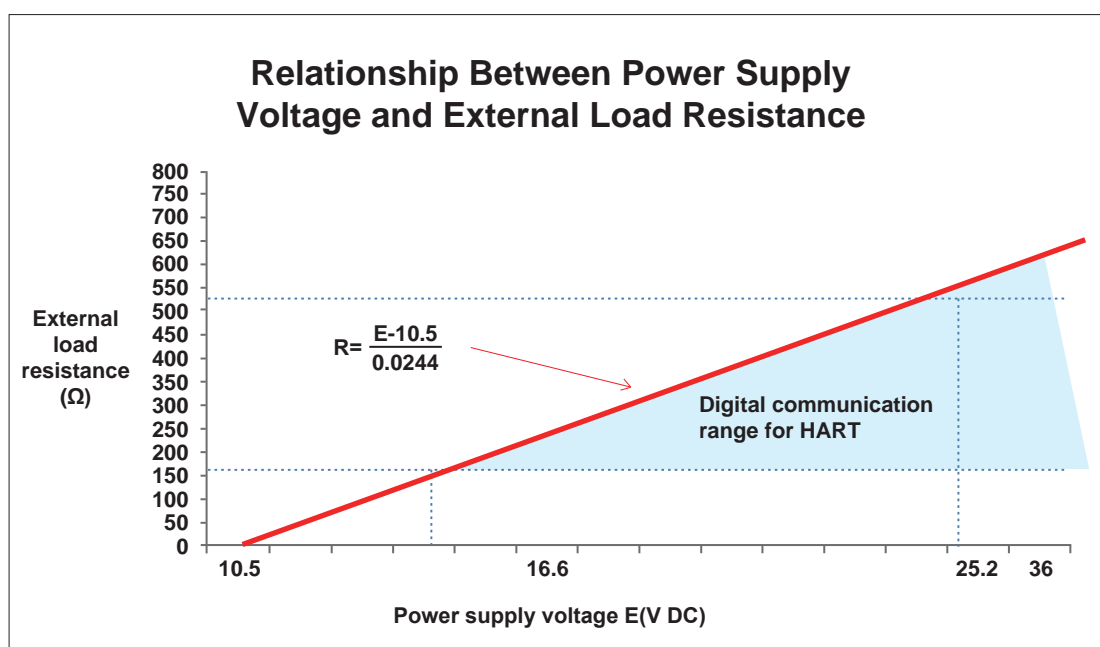 Relationship Between Power Supply
Voltage and External Load Resistance
800
750
700
650
600
550
500
450
400
350
300
250
200
150
100
50
0
External
load
resistance
(Ω)
R= E-10.5
0.0244
Digital communication
range for HART
10.5 16.6 25.2 36
Power supply voltage E(V DC)